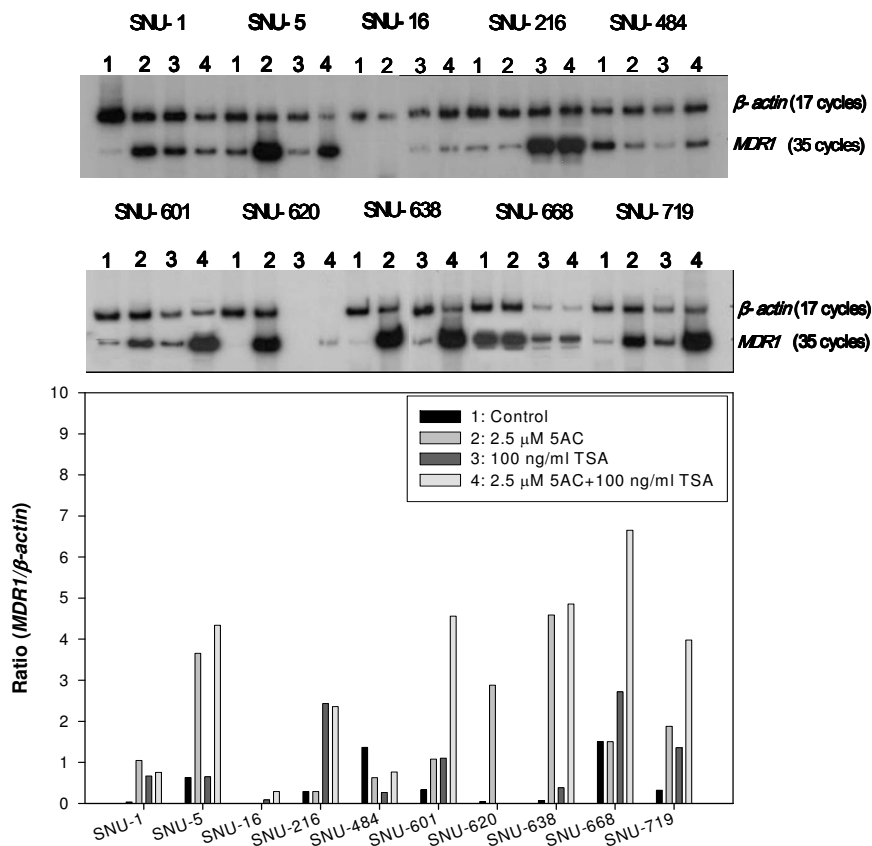 SNU- 1 SNU- 5 SNU- 16 SNU- 216 SNU- 484
1 2 3 4 1 2 3 4 1 2 3 4 1 2 3 4 1 2 3 4
β- actin (17 cycles)
MDR1 (35 cycles)
SNU- 601 SNU- 620 SNU- 638 SNU- 668 SNU- 719
1 2 3 4 1 2 3 4 1 2 3 4 1 2 3 4 1 2 3 4
β- actin (17 cycles)
MDR1 (35 cycles)
10
9
8
7
6
5
4
3
2
1
0
Ratio (MDR1/β-actin)
1: Control
2: 2.5 μM 5AC
3: 100 ng/ml TSA
4: 2.5 μM 5AC+100 ng/ml TSA
SNU-1 SNU-5 SNU-16 SNU-216 SNU-484 SNU-601 SNU-620 SNU-638 SNU-668 SNU-719